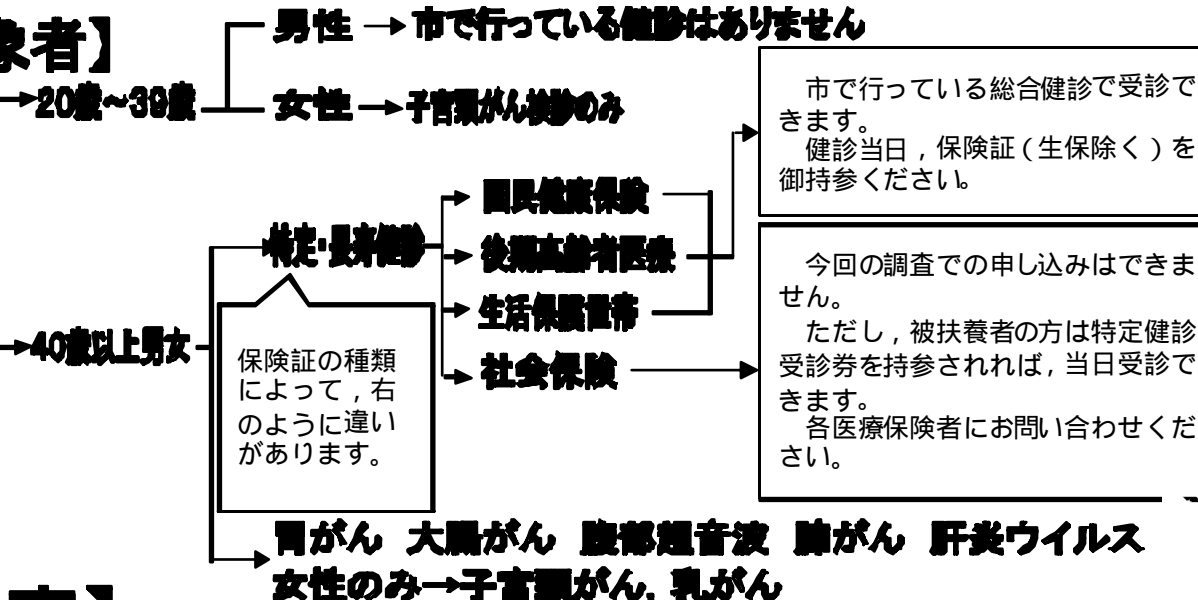 象者】
男性 → 市で行っている健診はありません
→20歳~39歳
女性 →子宮頸がん検診のみ
市で行っている総合健診で受診で
きます。
健診当日,保険証(生保除く)を
御持参ください。
国民健康保険
特定・長寿健診
後期高齢者医療
生活保護世帯
社会保険
→40歳以上男女
保険証の種類
によって,右
のように違い
があります。
今回の調査での申し込みはできま
せん。
ただし,被扶養者の方は特定健診
受診券を持参されれば,当日受診で
きます。
各医療保険者にお問い合わせくだ
さい。
胃がん 大腸がん 腹部超音波 肺がん 肝炎ウイルス
女性のみ→子宮頸がん,乳がん